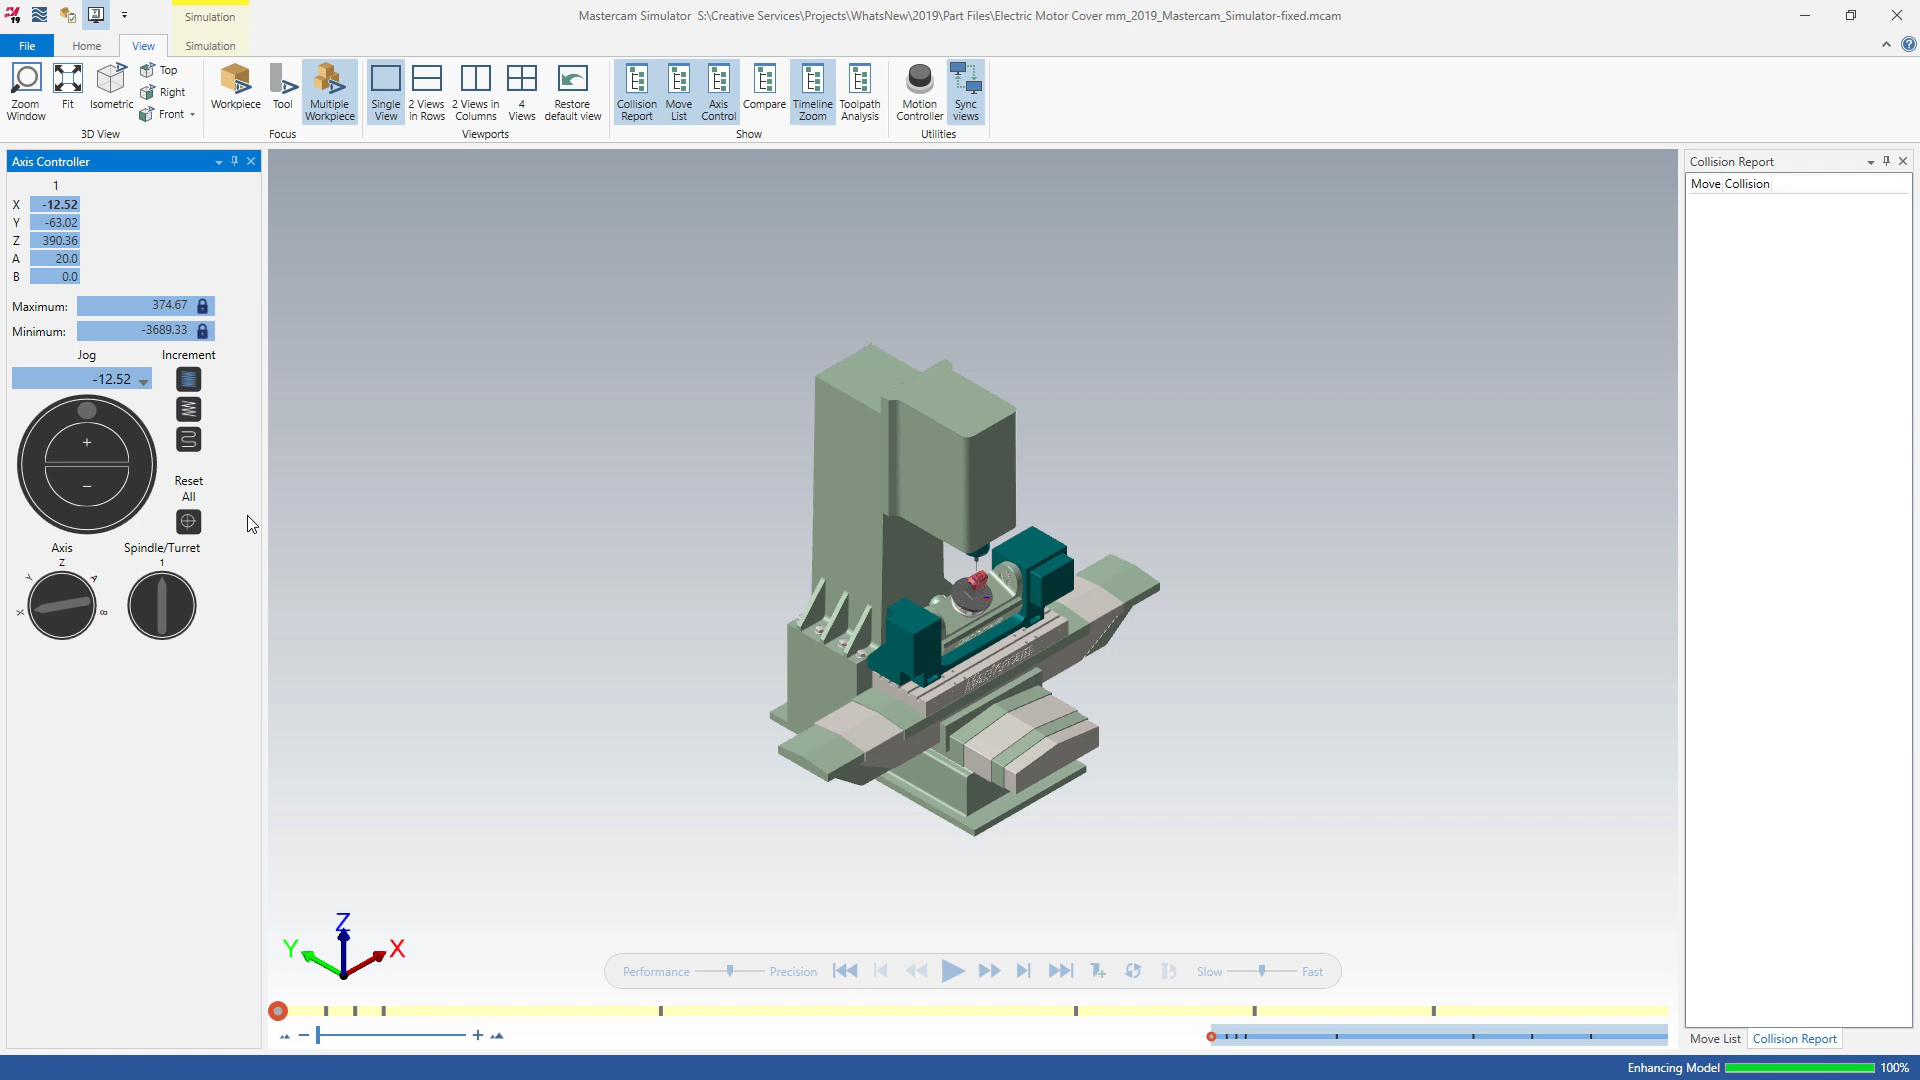 Simulation
Mastercam Simulator  S:\Creative Services\Projects\WhatsNew\2019\Part Files\Electric Motor Cover mm_2019_Mastercam_Simulator-fixed.mcam
19
File
Home
View
Simulation
Zoom Window
Fit
Isometric
Top
Right
Front
3D View
Workpiece
Tool
Multiple Workpiece
Focus
Single View
2 Views in Rows
2 Views in Columns
4 Views
Restore default view
Viewports
Collision Report
Move List
Axis Control
Compare
Timeline Zoom
Toolpath Analysis
Show
Motion Controller
Sync views
Utilities
Axis Controller
1
X -12.52
Y -63.02
Z 390.36
A 20.0
B 0.0
Maximum: 374.67
Minimum: -3689.33
Jog
Increment
-12.52
+
−
Reset All
Axis
Spindle/Turret
Z
1
Y
A
X
B
Z
Y
X
Performance
Precision
Slow
Fast
Collision Report
Move Collision
Move List
Collision Report
Enhancing Model
100%